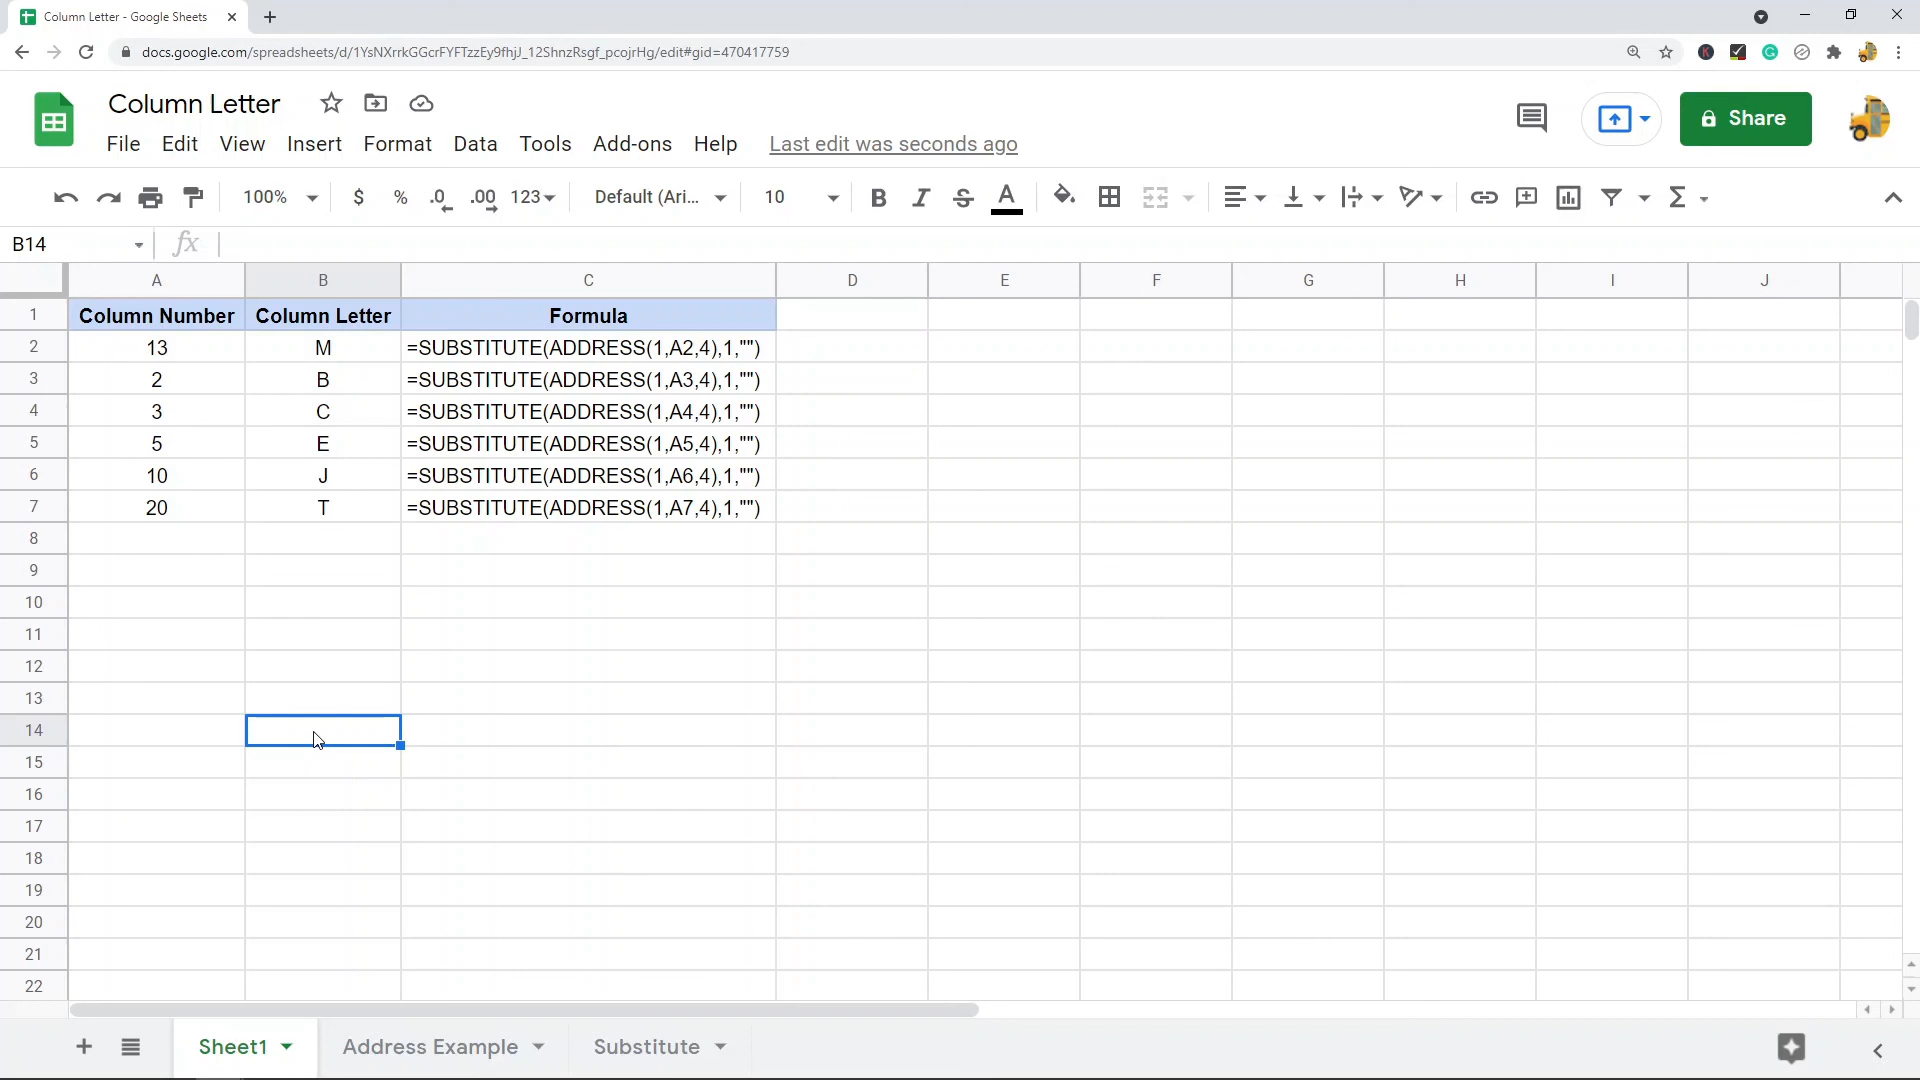 Column Letter - Google Sheets
docs.google.com/spreadsheets/d/1YsNXrrkGGcrFYFTzzEy9fhjJ_12ShnzRsgf_pcojrHg/edit#gid=470417759
Column Letter
Share
File Edit View Insert Format Data Tools Add-ons Help Last edit was seconds ago
100% $ % .0 .00 123 Default (Ari... 10 B I S A Σ
B14 fx
A B C D E F G H I J
1 Column Number Column Letter Formula
2 13 M =SUBSTITUTE(ADDRESS(1,A2,4),1,"")
3 2 B =SUBSTITUTE(ADDRESS(1,A3,4),1,"")
4 3 C =SUBSTITUTE(ADDRESS(1,A4,4),1,"")
5 5 E =SUBSTITUTE(ADDRESS(1,A5,4),1,"")
6 10 J =SUBSTITUTE(ADDRESS(1,A6,4),1,"")
7 20 T =SUBSTITUTE(ADDRESS(1,A7,4),1,"")
8
9
10
11
12
13
14
15
16
17
18
19
20
21
22
Sheet1 Address Example Substitute